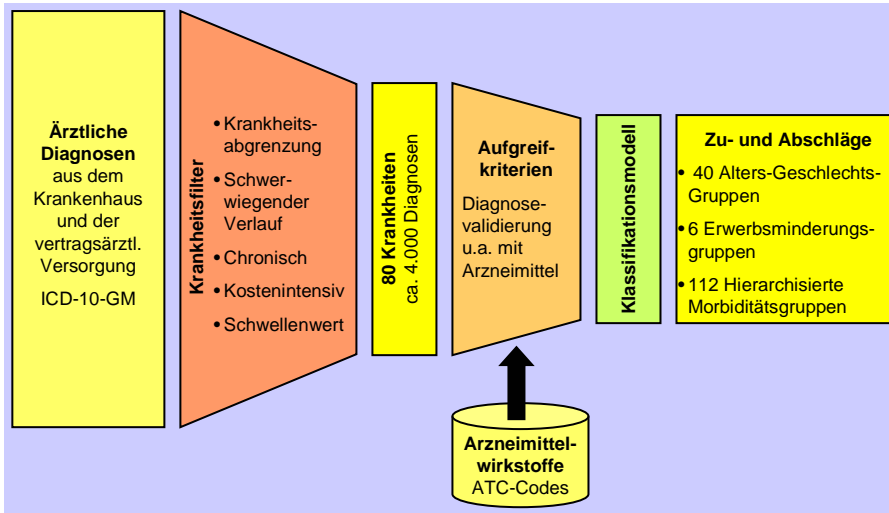 Ärztliche
Diagnosen
aus dem
Krankenhaus
und der
vertragsärztl.
Versorgung
ICD-10-GM
Krankheitsfilter
• Krankheits-
abgrenzung
• Schwer-
wiegender
Verlauf
• Chronisch
• Kostenintensiv
• Schwellenwert
80 Krankheiten
ca. 4.000 Diagnosen
Aufgreif-
kriterien
Diagnose-
validierung
u.a. mit
Arzneimittel
Klassifikationsmodell
Zu- und Abschläge
• 40 Alters-Geschlechts-
Gruppen
• 6 Erwerbsminderungs-
gruppen
• 112 Hierarchisierte
Morbiditätsgruppen
Arzneimittel-
wirkstoffe
ATC-Codes